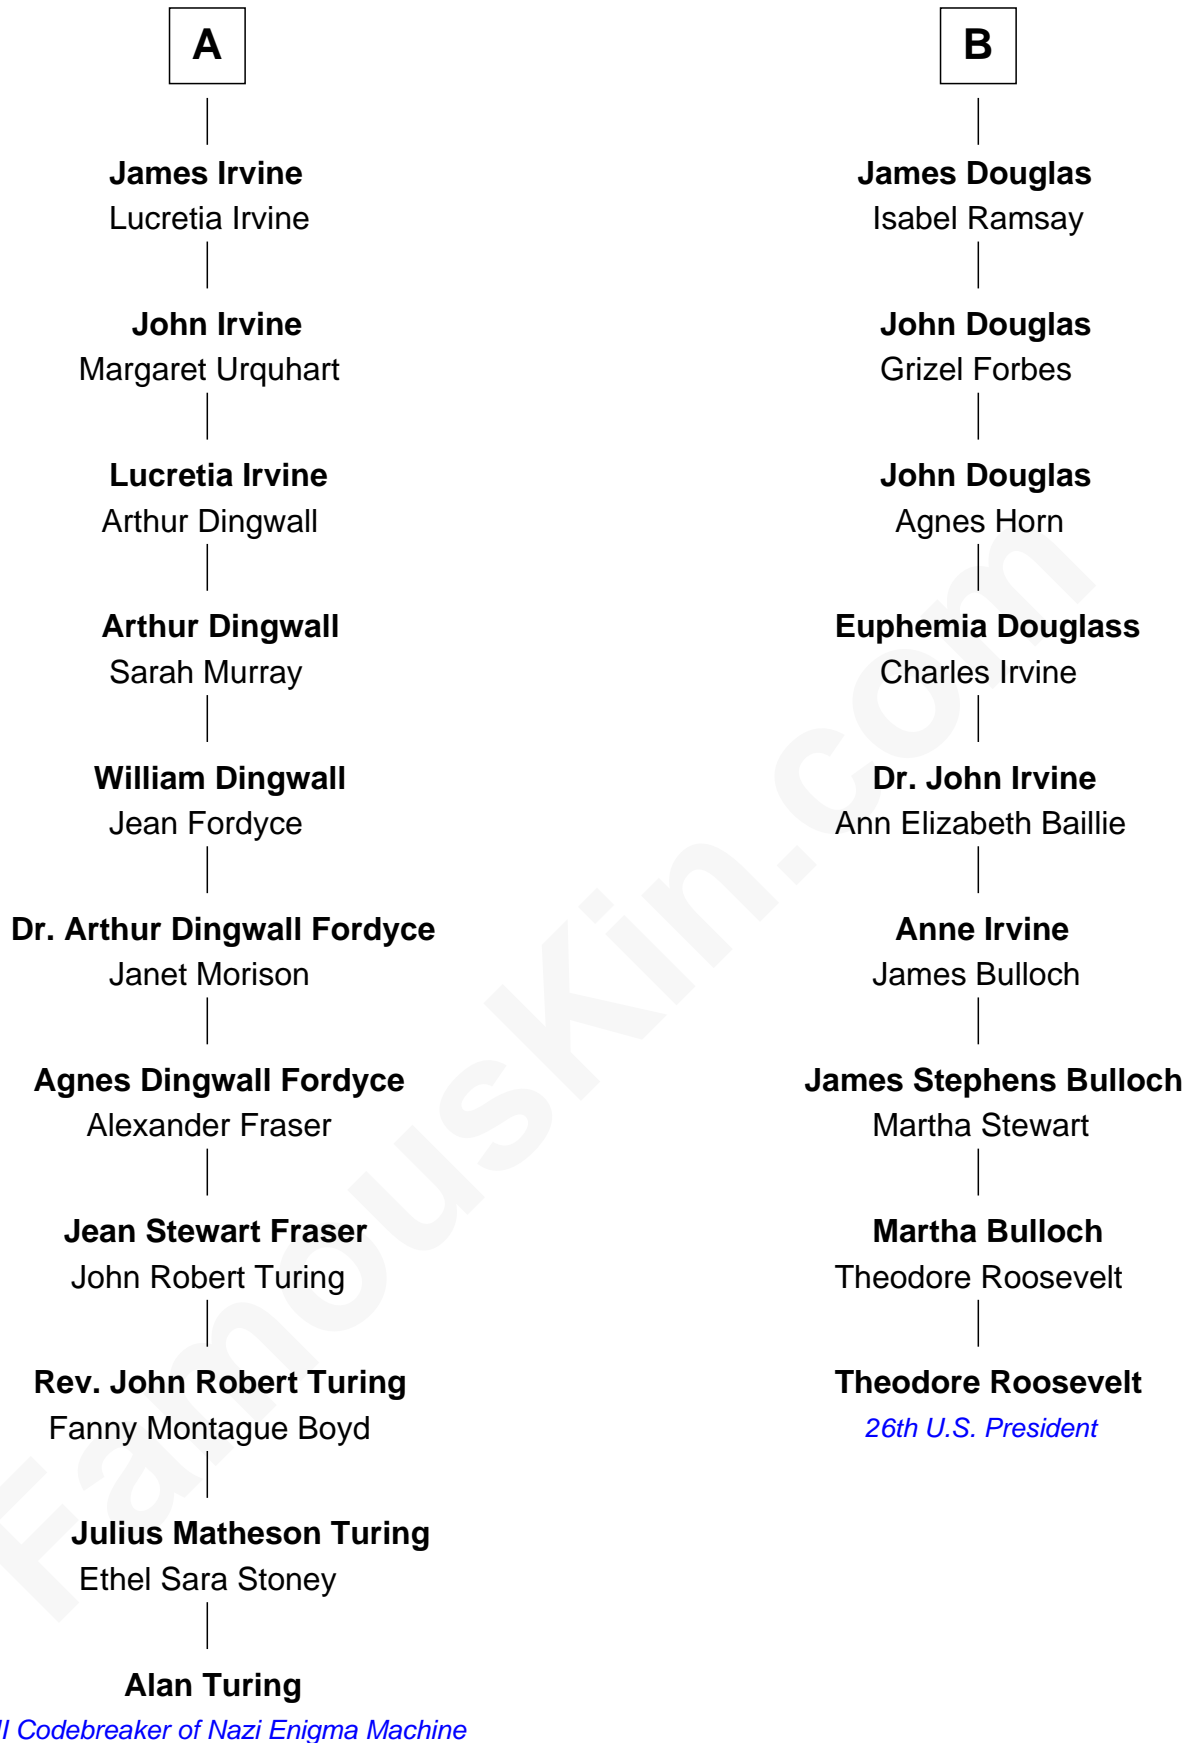 A
James Irvine
Lucretia Irvine
John Irvine
Margaret Urquhart
Lucretia Irvine
Arthur Dingwall
Arthur Dingwall
Sarah Murray
William Dingwall
Jean Fordyce
Dr. Arthur Dingwall Fordyce
Janet Morison
Agnes Dingwall Fordyce
Alexander Fraser
Jean Stewart Fraser
John Robert Turing
Rev. John Robert Turing
Fanny Montague Boyd
Julius Matheson Turing
Ethel Sara Stoney
Alan Turing
Codebreaker of Nazi Enigma Machine
B
James Douglas
Isabel Ramsay
John Douglas
Grizel Forbes
John Douglas
Agnes Horn
Euphemia Douglass
Charles Irvine
Dr. John Irvine
Ann Elizabeth Baillie
Anne Irvine
James Bulloch
James Stephens Bulloch
Martha Stewart
Martha Bulloch
Theodore Roosevelt
Theodore Roosevelt
26th U.S. President
FamousKin.com